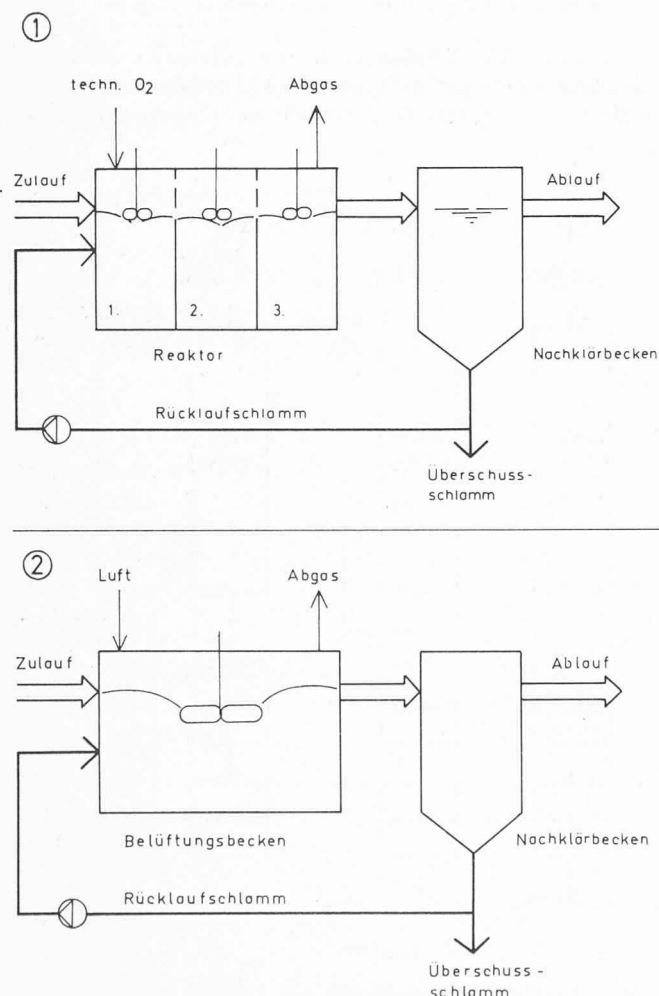 ①
techn. O2
Abgas
Zulauf
Ablauf
1.
2.
3.
Reaktor
Nachklärbecken
Rücklaufschlamm
Überschuss-
schlamm
②
Luft
Abgas
Zulauf
Ablauf
Belüftungsbecken
Nachklärbecken
Rücklaufschlamm
Überschuss-
schlamm